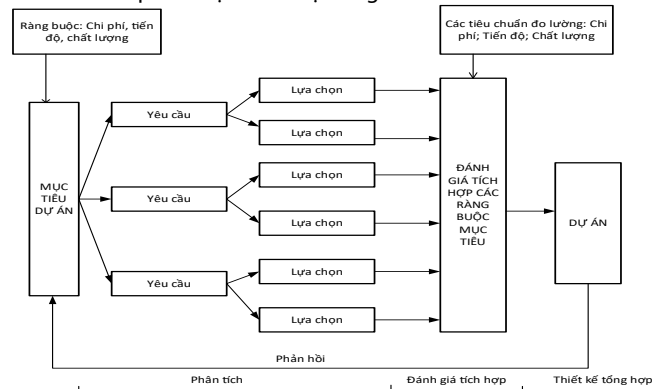 Ràng buộc: Chi phí, tiến
độ, chất lượng
Các tiêu chuẩn đo lường: Chi
phí; Tiến độ; Chất lượng
MỤC
TIÊU
DỰ ÁN
Yêu cầu
Yêu cầu
Yêu cầu
Lựa chọn
Lựa chọn
Lựa chọn
Lựa chọn
Lựa chọn
Lựa chọn
ĐÁNH
GIÁ TÍCH
HỢP CÁC
RÀNG
BUỘC
MỤC
TIÊU
DỰ ÁN
Phản hồi
Phân tích
Đánh giá tích hợp
Thiết kế tổng hợp